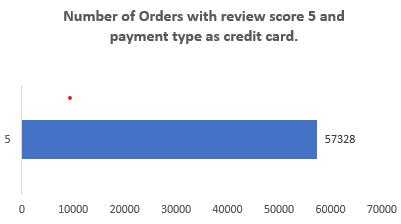 Number of Orders with review score 5 and
payment type as credit card.
5
57328
0 10000 20000 30000 40000 50000 60000 70000